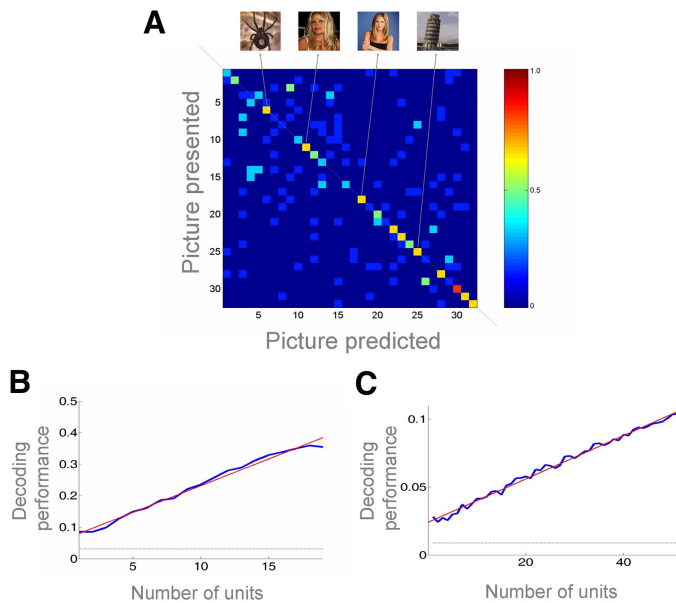 A
Picture presented
5
10
15
20
25
30
5 10 15 20 25 30
Picture predicted
1.0
0.5
0
B
Decoding
performance
0.5
0.4
0.3
0.2
0.1
0
5 10 15
Number of units
C
Decoding
performance
0.1
0.05
0
20 40
Number of units